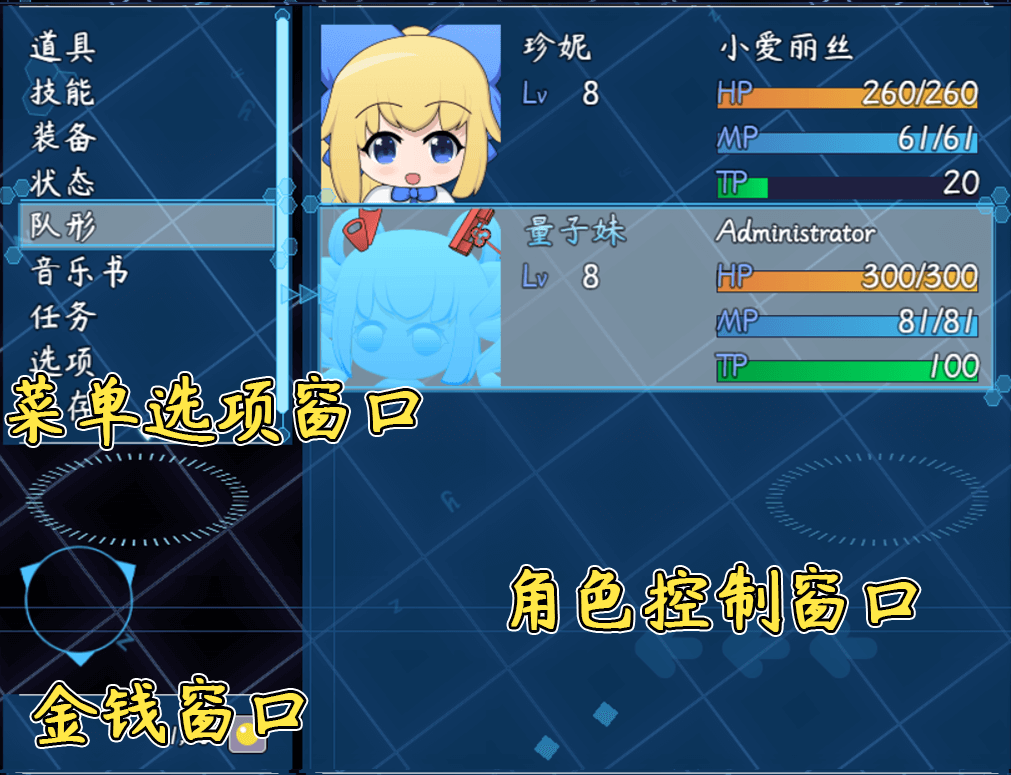 道具
技能
装备
状态
队形
音乐书
任务
选项
菜单选项窗口
珍妮
小爱丽丝
Lv 8
HP 260/260
MP 61/61
TP 20
量子妹
Administrator
Lv 8
HP 300/300
MP 81/81
TP 100
角色控制窗口
金钱窗口